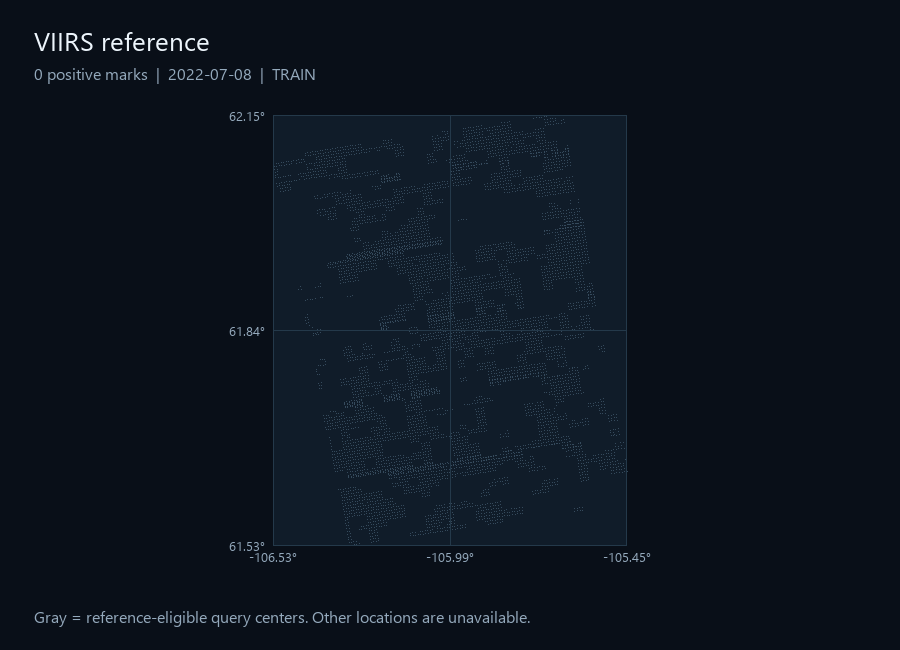 VIIRS reference
0 positive marks | 2022-07-08 | TRAIN
62.15°
61.84°
61.53°
-106.53°
-105.99°
-105.45°
Gray = reference-eligible query centers. Other locations are unavailable.